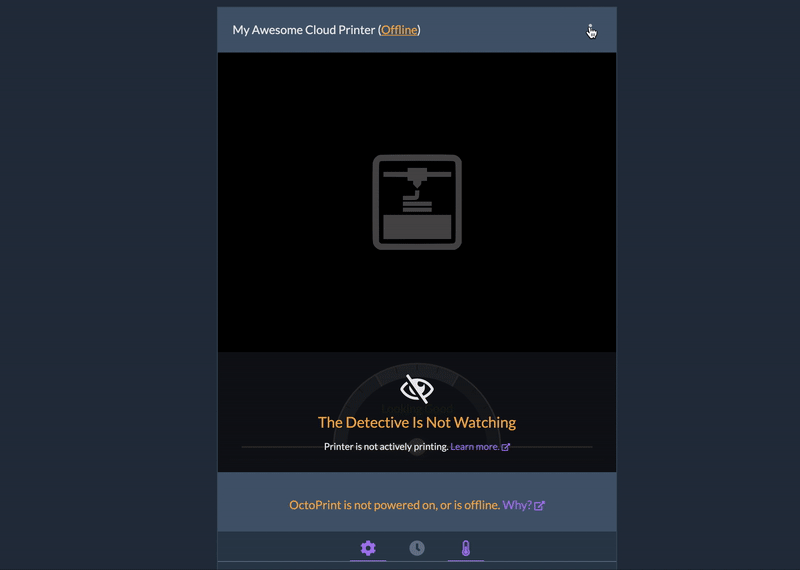 My Awesome Cloud Printer (Offline)
The Detective Is Not Watching
Printer is not actively printing. Learn more.
OctoPrint is not powered on, or is offline. Why?